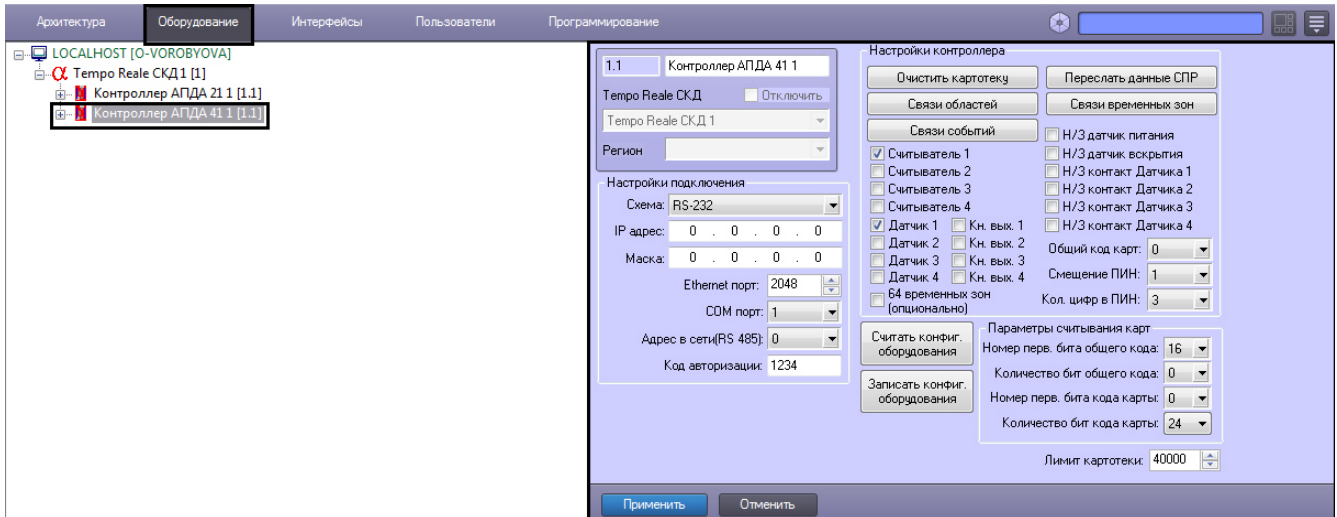 Архитектура Оборудование Интерфейсы Пользователи Программирование
LOCALHOST [O-VOROBYOVA]
Tempo Reale СКД 1 [1]
Контроллер АПДА 21 1 [1.1]
Контроллер АПДА 41 1 [1.1]
1.1 Контроллер АПДА 41 1
Tempo Reale СКД Отключить
Tempo Reale СКД 1
Регион
Настройки подключения
Схема: RS-232
IP адрес: 0 . 0 . 0 . 0
Маска: 0 . 0 . 0 . 0
Ethernet порт: 2048
COM порт: 1
Адрес в сети(RS 485): 0
Код авторизации: 1234
Настройки контроллера
Очистить картотеку Переслать данные СПР
Связи областей Связи временных зон
Связи событий Н/З датчик питания
Считыватель 1 Н/З датчик вскрытия
Считыватель 2 Н/З контакт Датчика 1
Считыватель 3 Н/З контакт Датчика 2
Считыватель 4 Н/З контакт Датчика 3
Датчик 1 Кн. вых. 1 Н/З контакт Датчика 4
Датчик 2 Кн. вых. 2 Общий код карт: 0
Датчик 3 Кн. вых. 3
Датчик 4 Кн. вых. 4 Смещение ПИН: 1
64 временных зон
(опционально) Кол. цифр в ПИН: 3
Считать конфиг.
оборудования
Записать конфиг.
оборудования
Параметры считывания карт
Номер перв. бита общего кода: 16
Количество бит общего кода: 0
Номер перв. бита кода карты: 0
Количество бит кода карты: 24
Лимит картотеки: 40000
Применить Отменить